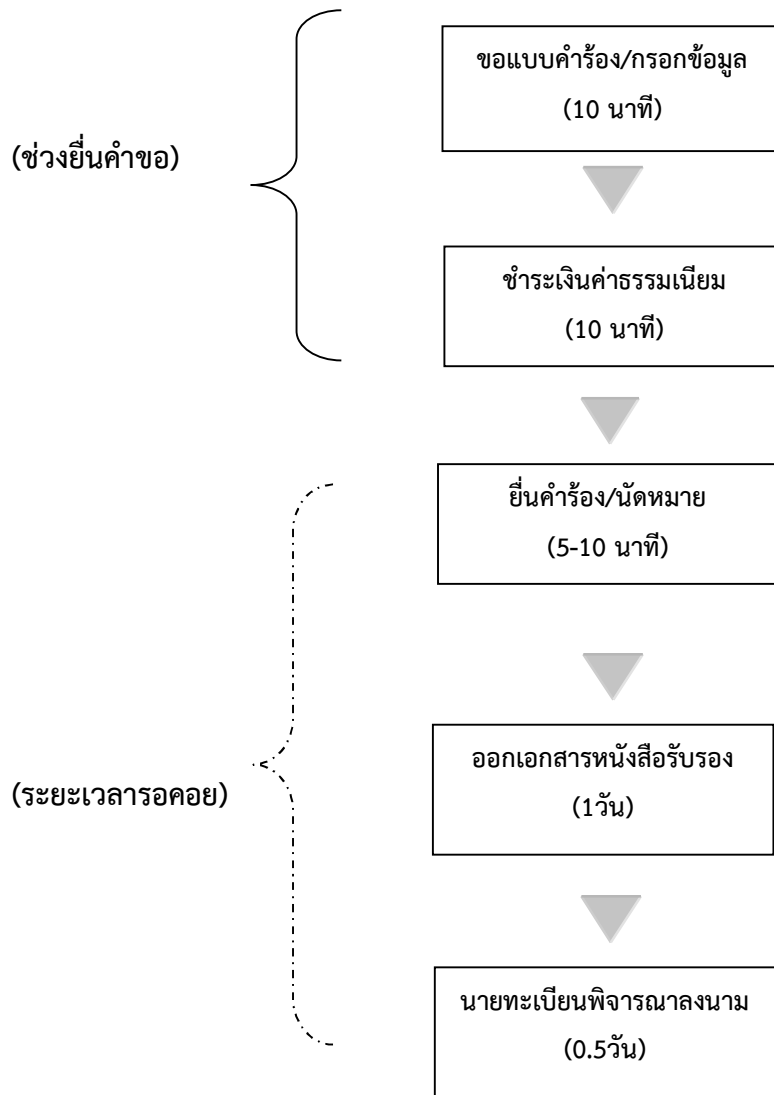 ขอแบบคำร้อง/กรอกข้อมูล
(10 นาที)
(ช่วงยื่นคำขอ)
ชำระเงินค่าธรรมเนียม
(10 นาที)
ยื่นคำร้อง/นัดหมาย
(5-10 นาที)
ออกเอกสารหนังสือรับรอง
(1วัน)
(ระยะเวลารอคอย)
นายทะเบียนพิจารณาลงนาม
(0.5วัน)